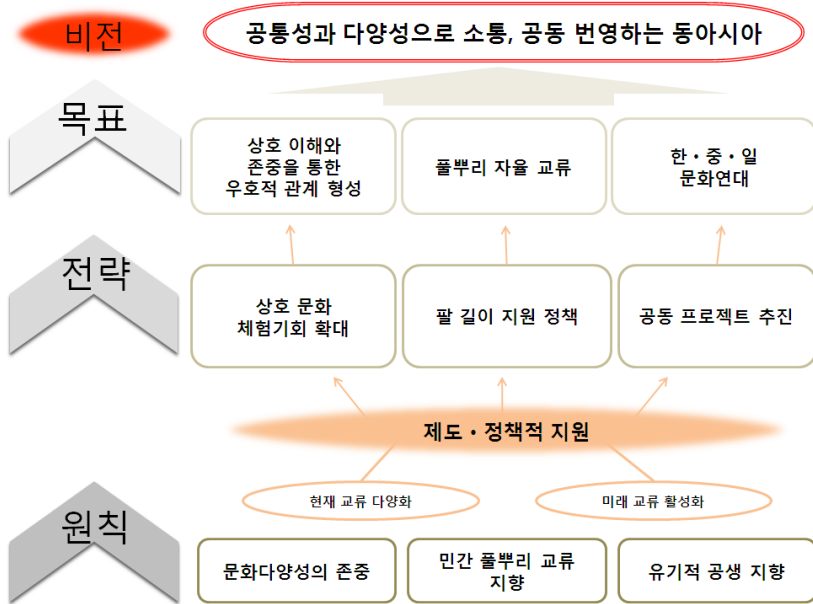 비전
공통성과 다양성으로 소통, 공동 번영하는 동아시아
목표
상호 이해와
존중을 통한
우호적 관계 형성
풀뿌리 자율 교류
한・중・일
문화연대
전략
상호 문화
체험기회 확대
팔 길이 지원 정책
공동 프로젝트 추진
제도・정책적 지원
현재 교류 다양화
미래 교류 활성화
원칙
문화다양성의 존중
민간 풀뿌리 교류
지향
유기적 공생 지향